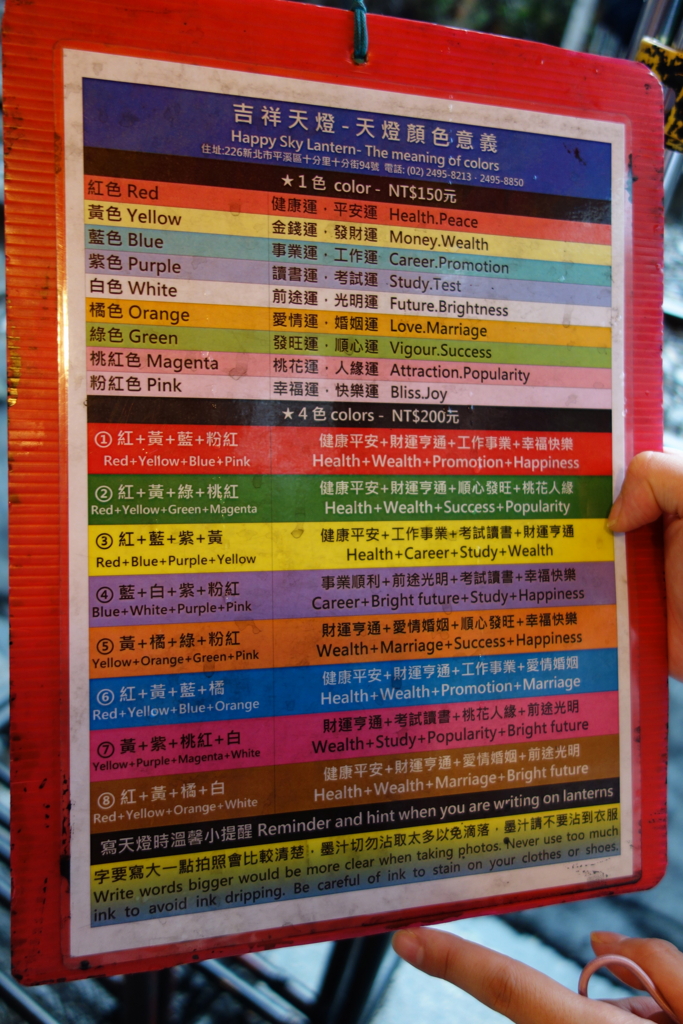 吉祥天燈-天燈顏色意義
Happy Sky Lantern- The meaning of colors
住址:226新北市平溪區十分里十分街94號 電話: (02) 2495-8213 - 2495-8850
★1色 color - NT$150元
紅色 Red 健康運．平安運 Health.Peace
黃色 Yellow 金錢運．發財運 Money.Wealth
藍色 Blue 事業運．工作運 Career.Promotion
紫色 Purple 讀書運．考試運 Study.Test
白色 White 前途運．光明運 Future.Brightness
橘色 Orange 愛情運．婚姻運 Love.Marriage
綠色 Green 發旺運．順心運 Vigour.Success
桃紅色 Magenta 桃花運．人緣運 Attraction.Popularity
粉紅色 Pink 幸福運．快樂運 Bliss.Joy
★4色 colors - NT$200元
① 紅+黃+藍+粉紅 健康平安+財運亨通+工作事業+幸福快樂
Red+Yellow+Blue+Pink Health+Wealth+Promotion+Happiness
② 紅+黃+綠+桃紅 健康平安+財運亨通+順心發旺+桃花人緣
Red+Yellow+Green+Magenta Health+Wealth+Success+Popularity
③ 紅+藍+紫+黃 健康平安+工作事業+考試讀書+財運亨通
Red+Blue+Purple+Yellow Health+Career+Study+Wealth
④ 藍+白+紫+粉紅 事業順利+前途光明+考試讀書+幸福快樂
Blue+White+Purple+Pink Career+Bright future+Study+Happiness
⑤ 黃+橘+綠+粉紅 財運亨通+愛情婚姻+順心發旺+幸福快樂
Yellow+Orange+Green+Pink Wealth+Marriage+Success+Happiness
⑥ 紅+黃+藍+橘 健康平安+財運亨通+工作事業+愛情婚姻
Red+Yellow+Blue+Orange Health+Wealth+Promotion+Marriage
⑦ 黃+紫+桃紅+白 財運亨通+考試讀書+桃花人緣+前途光明
Yellow+Purple+Magenta+White Wealth+Study+Popularity+Bright future
⑧ 紅+黃+橘+白 健康平安+財運亨通+愛情婚姻+前途光明
Red+Yellow+Orange+White Health+Wealth+Marriage+Bright future
寫天燈時溫馨小提醒 Reminder and hint when you are writing on lanterns
字要寫大一點拍照會比較清楚．墨汁切勿沾取太多以免滴落．墨汁請不要沾到衣服
Write words bigger would be more clear when taking photos. Never use too much
ink to avoid ink dripping. Be careful of ink to stain on your clothes or shoes.